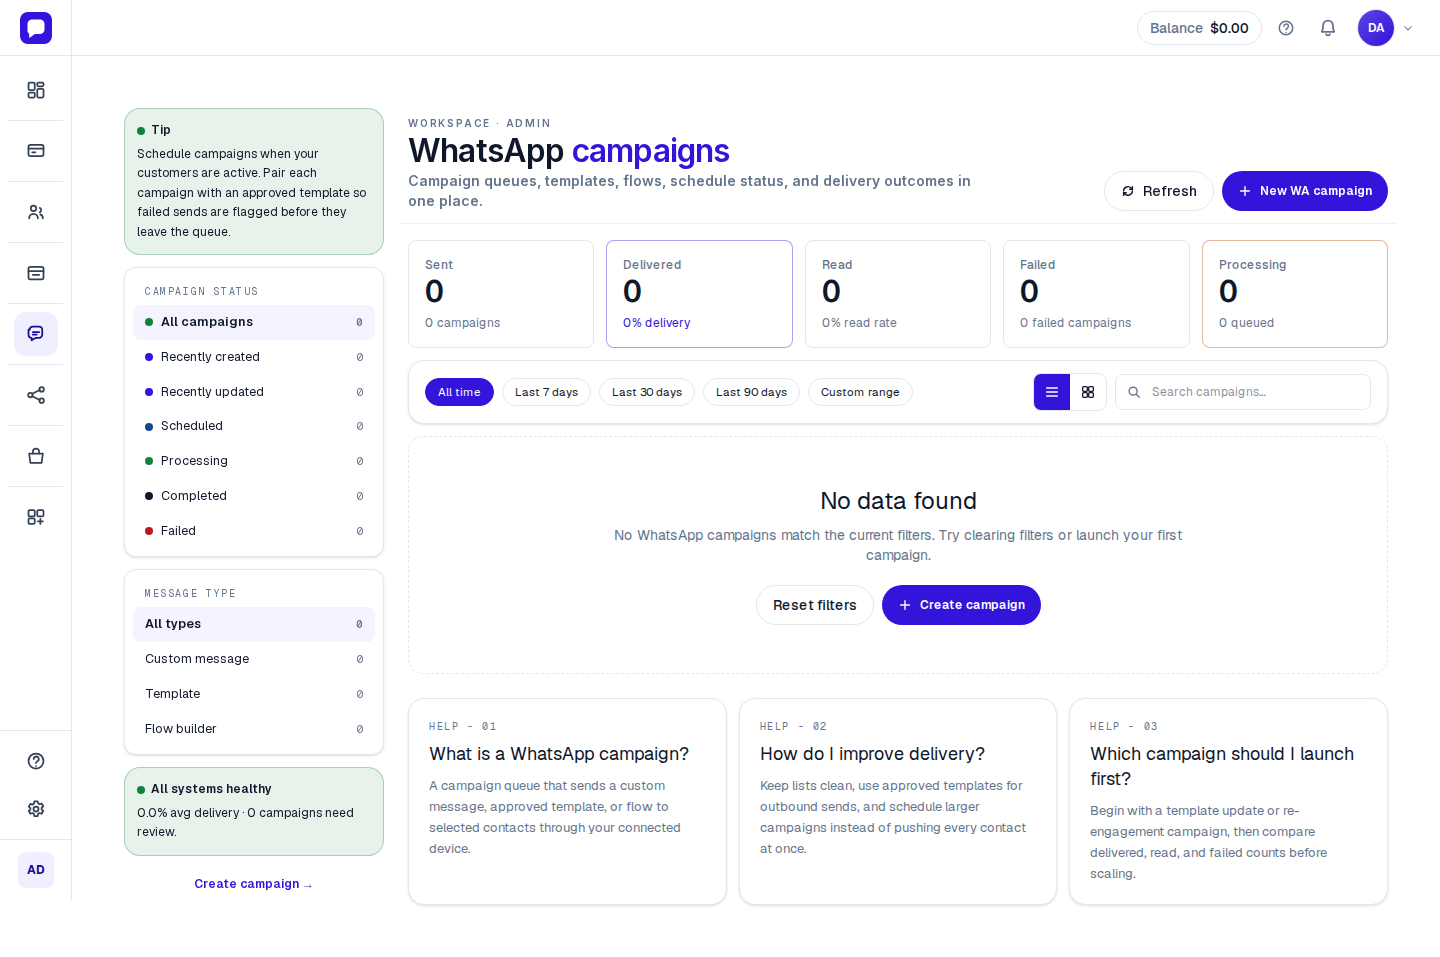 Balance $0.00
DA
Tip
Schedule campaigns when your
customers are active. Pair each
campaign with an approved template so
failed sends are flagged before they
leave the queue.
CAMPAIGN STATUS
All campaigns 0
Recently created 0
Recently updated 0
Scheduled 0
Processing 0
Completed 0
Failed 0
MESSAGE TYPE
All types 0
Custom message 0
Template 0
Flow builder 0
All systems healthy
0.0% avg delivery · 0 campaigns need
review.
Create campaign →
AD
WORKSPACE · ADMIN
WhatsApp campaigns
Campaign queues, templates, flows, schedule status, and delivery outcomes in
one place.
Refresh
New WA campaign
Sent
0
0 campaigns
Delivered
0
0% delivery
Read
0
0% read rate
Failed
0
0 failed campaigns
Processing
0
0 queued
All time
Last 7 days
Last 30 days
Last 90 days
Custom range
Search campaigns…
No data found
No WhatsApp campaigns match the current filters. Try clearing filters or launch your first
campaign.
Reset filters
Create campaign
HELP - 01
What is a WhatsApp campaign?
A campaign queue that sends a custom
message, approved template, or flow to
selected contacts through your connected
device.
HELP - 02
How do I improve delivery?
Keep lists clean, use approved templates for
outbound sends, and schedule larger
campaigns instead of pushing every contact
at once.
HELP - 03
Which campaign should I launch
first?
Begin with a template update or re-
engagement campaign, then compare
delivered, read, and failed counts before
scaling.